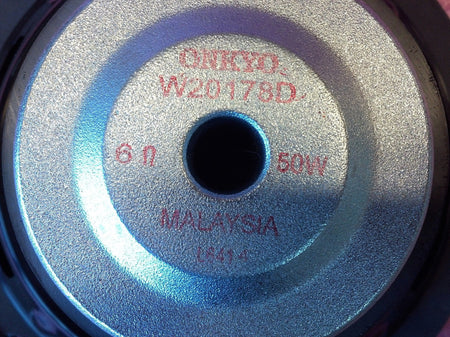 ONKYO
W20178D
6 Ω 50W
MALAYSIA